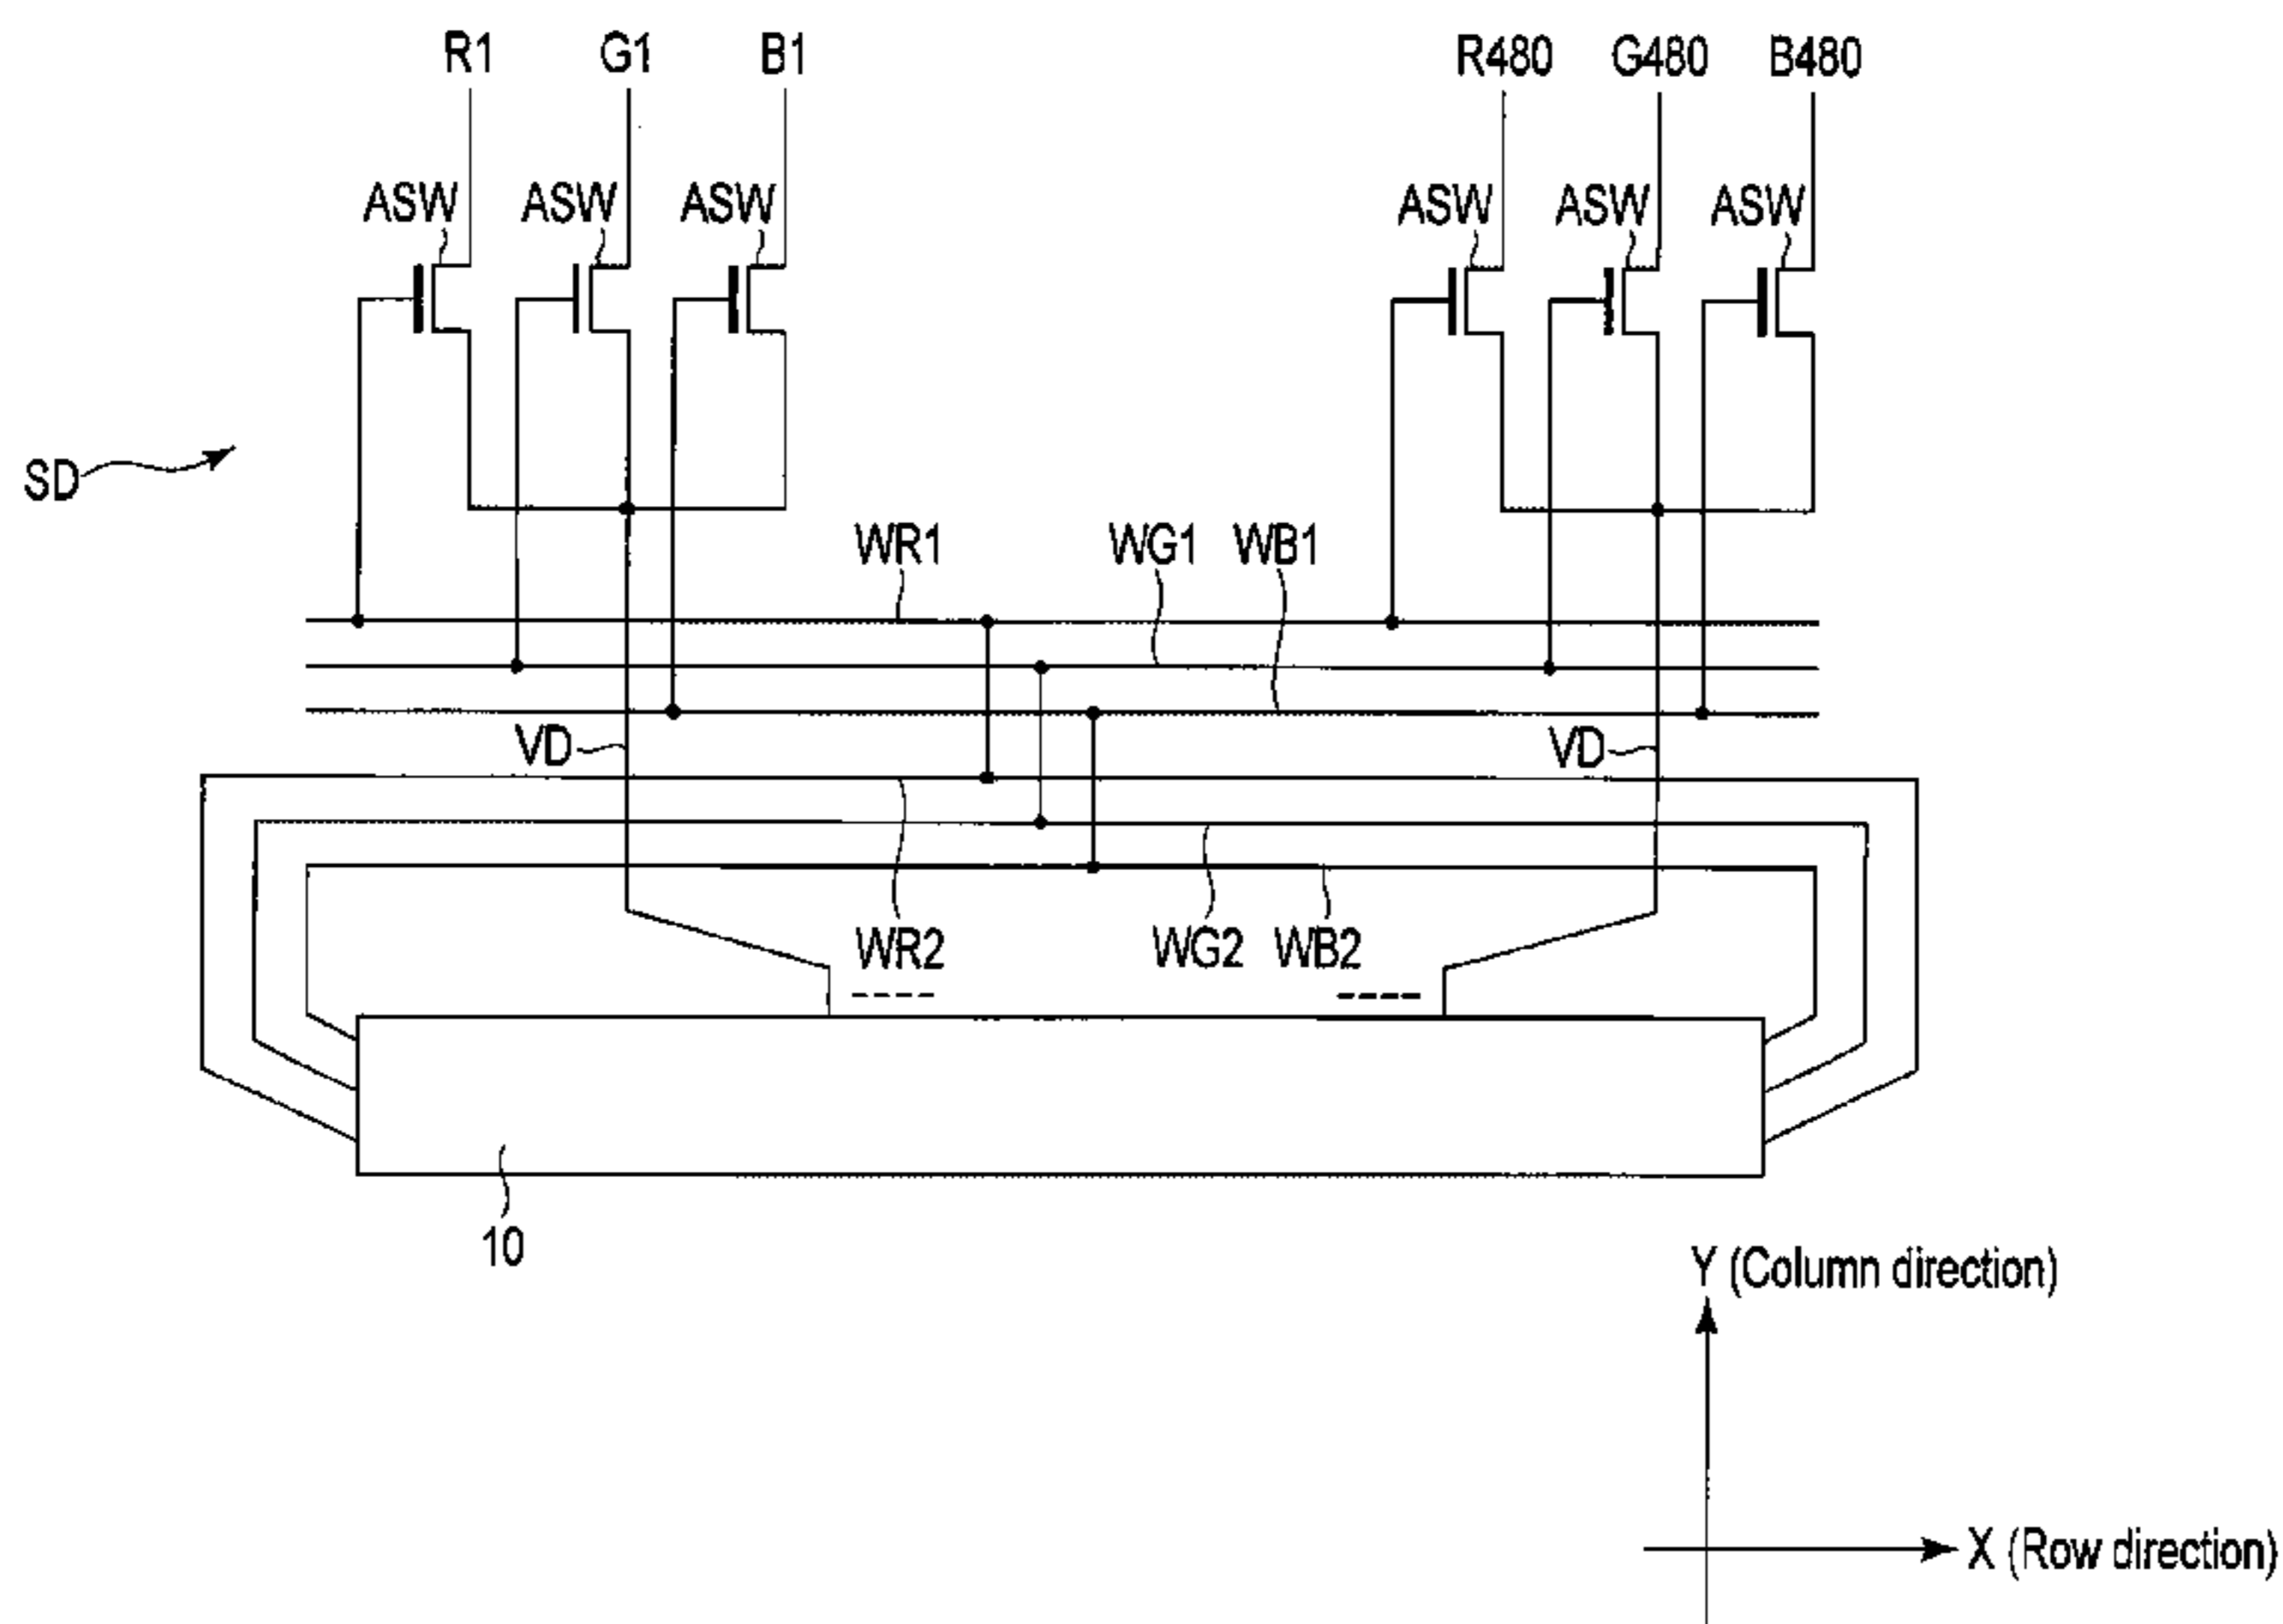 R1 G1 B1 R480 G480 B480
ASW ASW ASW ASW ASW ASW
SD
WR1 WG1 WB1
VD VD
WR2 WG2 WB2
10
Y (Column direction)
X (Row direction)